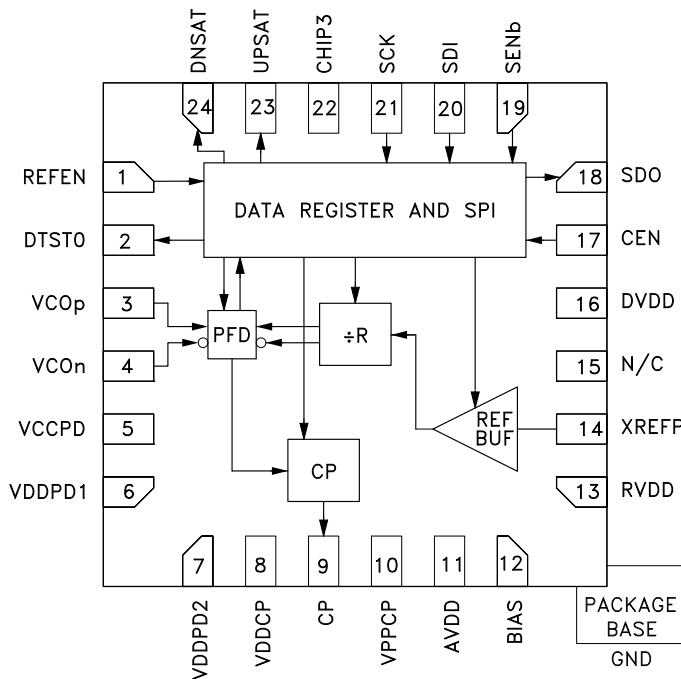 DNSAT
UPSAT
CHIP3
SCK
SDI
SENb
24
23
22
21
20
19
REFEN
1
18
SDO
DATA REGISTER AND SPI
DTSTO
2
17
CEN
VCOp
3
16
DVDD
PFD
÷R
VCOn
4
15
N/C
VCCPD
5
REF
BUF
14
XREFP
CP
VDDPD1
6
13
RVDD
7
8
9
10
11
12
VDDPD2
VDDCP
CP
VPPCP
AVDD
BIAS
PACKAGE
BASE
GND